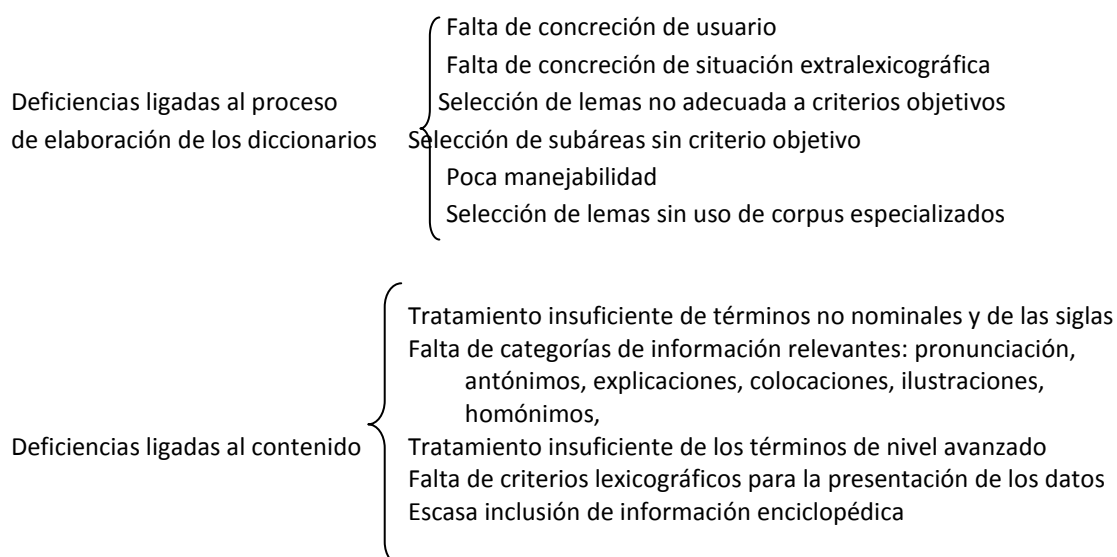 Falta de concreción de usuario
Falta de concreción de situación extralexicográfica
Deficiencias ligadas al proceso
Selección de lemas no adecuada a criterios objetivos
de elaboración de los diccionarios
Selección de subáreas sin criterio objetivo
Poca manejabilidad
Selección de lemas sin uso de corpus especializados
Tratamiento insuficiente de términos no nominales y de las siglas
Falta de categorías de información relevantes: pronunciación,
antónimos, explicaciones, colocaciones, ilustraciones,
homónimos,
Deficiencias ligadas al contenido
Tratamiento insuficiente de los términos de nivel avanzado
Falta de criterios lexicográficos para la presentación de los datos
Escasa inclusión de información enciclopédica